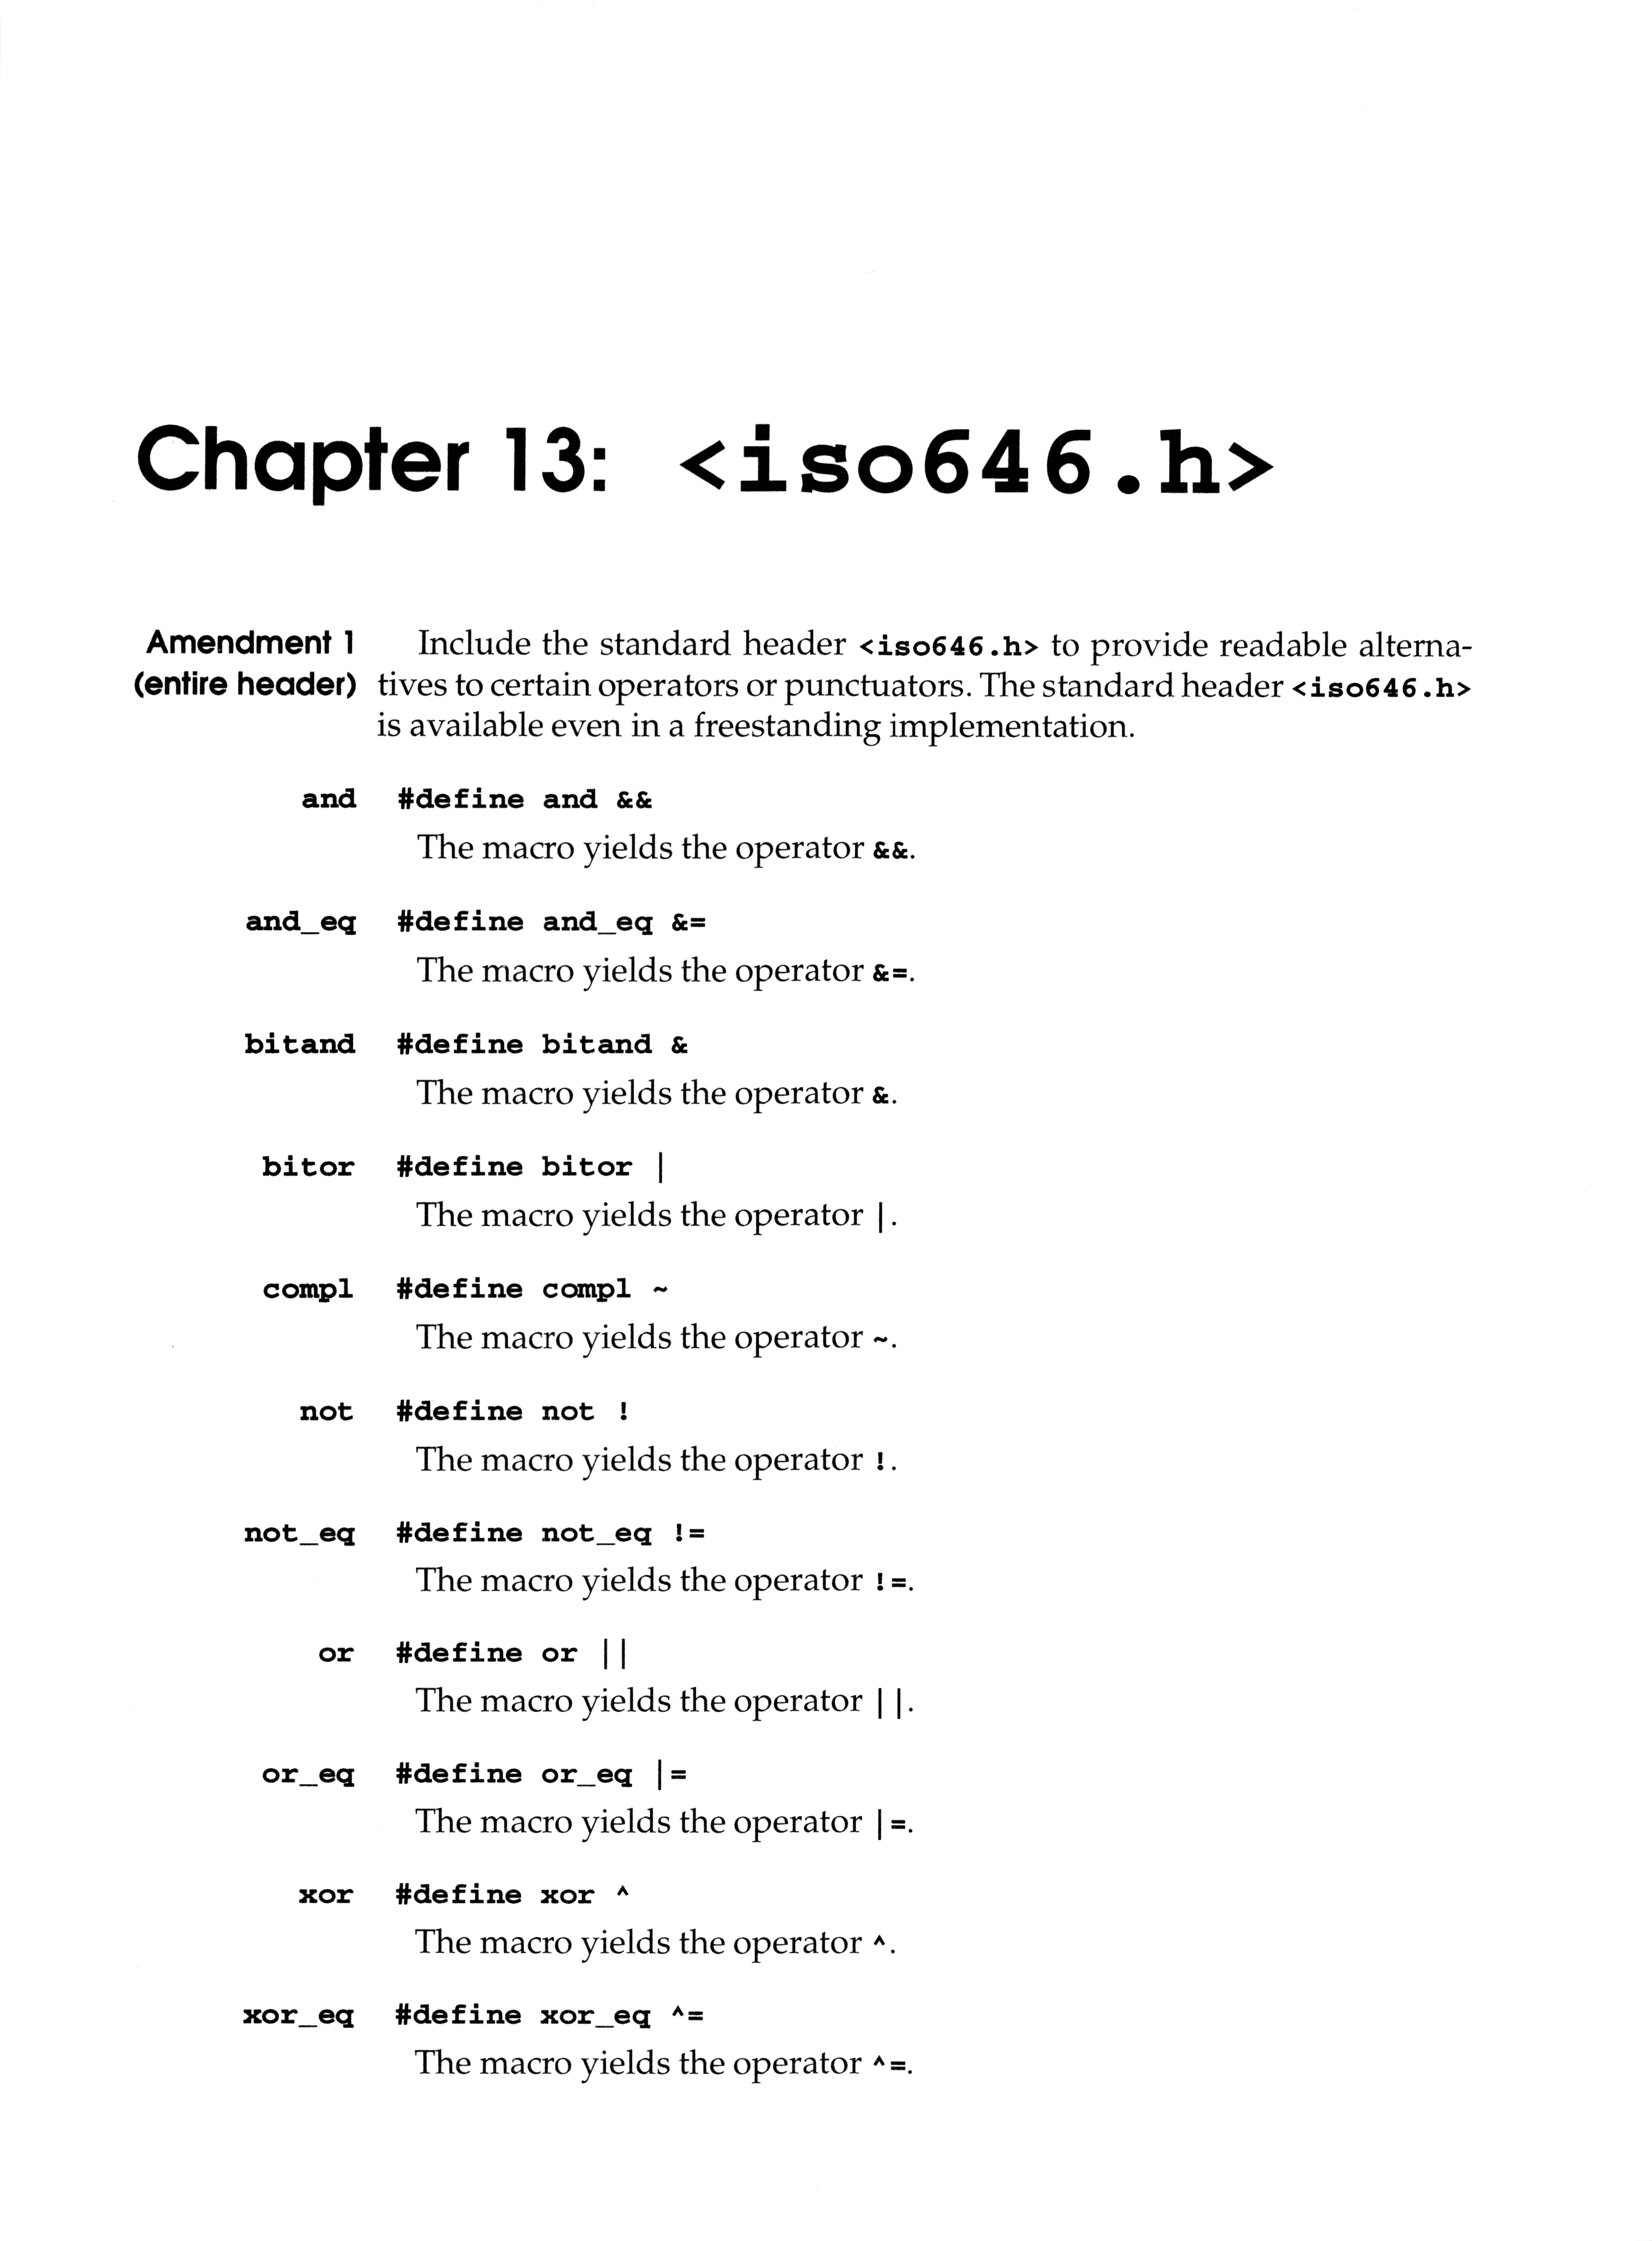 Chapter 13: <iso646.h>
Amendment 1 Include the standard header <iso646.h> to provide readable alterna-
(entire header) tives to certain operators or punctuators. The standard header <iso646.h>
is available even in a freestanding implementation.
and #define and &&
The macro yields the operator &&.
and_eq #define and_eq &=
The macro yields the operator &=.
bitand #define bitand &
The macro yields the operator &.
bitor #define bitor |
The macro yields the operator |.
compl #define compl ~
The macro yields the operator ~.
not #define not !
The macro yields the operator !.
not_eq #define not_eq !=
The macro yields the operator !=.
or #define or ||
The macro yields the operator ||.
or_eq #define or_eq |=
The macro yields the operator |=.
xor #define xor ^
The macro yields the operator ^.
xor_eq #define xor_eq ^=
The macro yields the operator ^=.